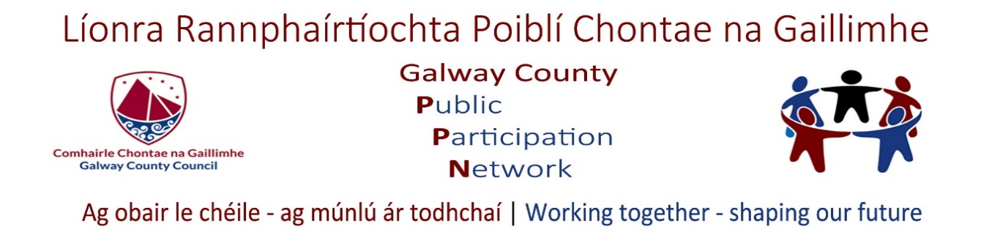 Líonra Rannpháirtíochta Poiblí Chontae na Gaillimhe
Galway County
Public
Participation
Network
Comhairle Chontae na Gaillimhe
Galway County Council
Ag obair le chéile - ag múnlú ár todhchaí | Working together - shaping our future